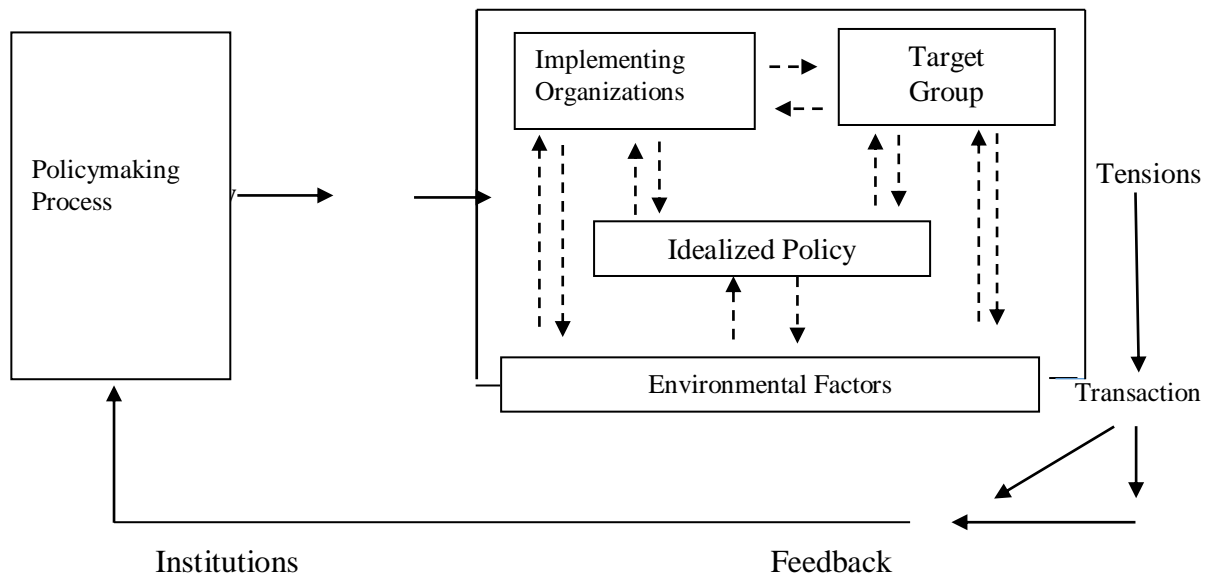 Implementing
Organizations
Target
Group
Policymaking
Process
Tensions
Idealized Policy
Environmental Factors
Transaction
Institutions
Feedback